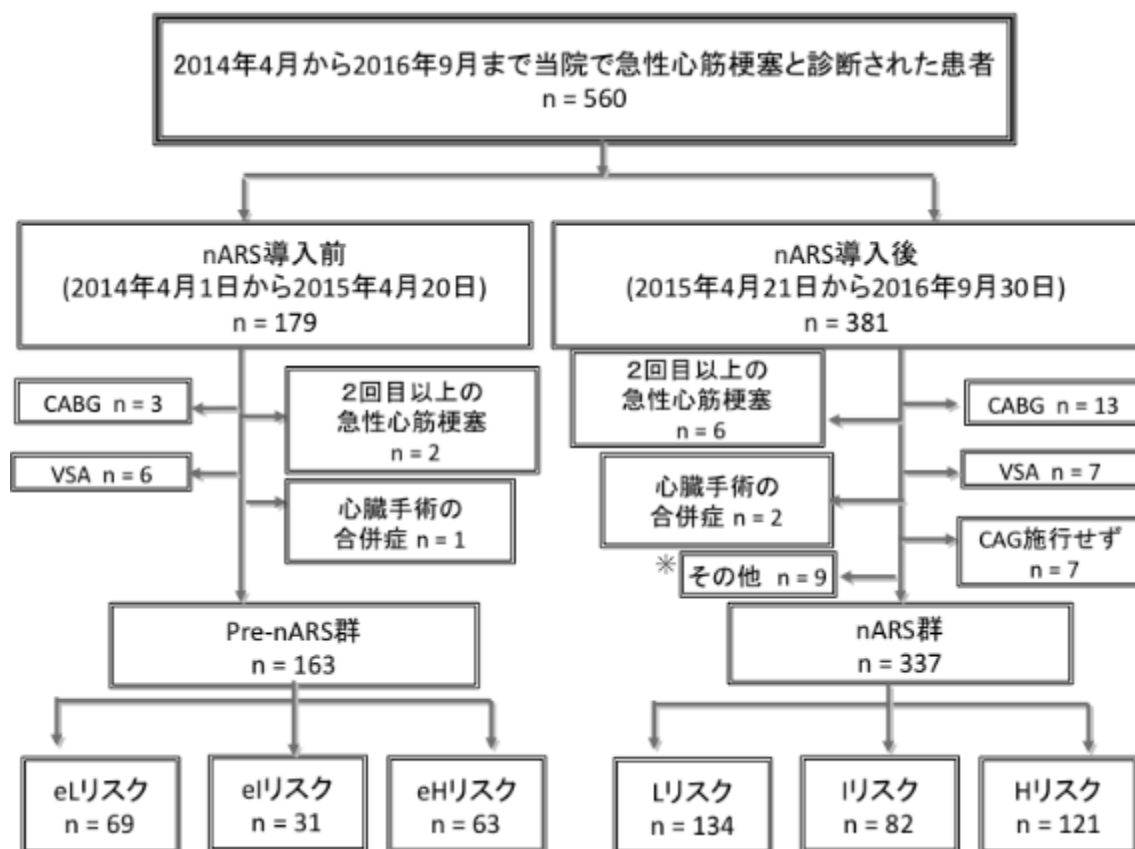 2014年4月から2016年9月まで当院で急性心筋梗塞と診断された患者
n = 560
nARS導入前
(2014年4月1日から2015年4月20日)
n = 179
nARS導入後
(2015年4月21日から2016年9月30日)
n = 381
CABG n = 3
2回目以上の
急性心筋梗塞
n = 2
VSA n = 6
心臓手術の
合併症 n = 1
2回目以上の
急性心筋梗塞
n = 6
CABG n = 13
VSA n = 7
心臓手術の
合併症 n = 2
CAG施行せず
n = 7
※ その他 n = 9
Pre-nARS群
n = 163
nARS群
n = 337
eLリスク
n = 69
eIリスク
n = 31
eHリスク
n = 63
Lリスク
n = 134
Iリスク
n = 82
Hリスク
n = 121